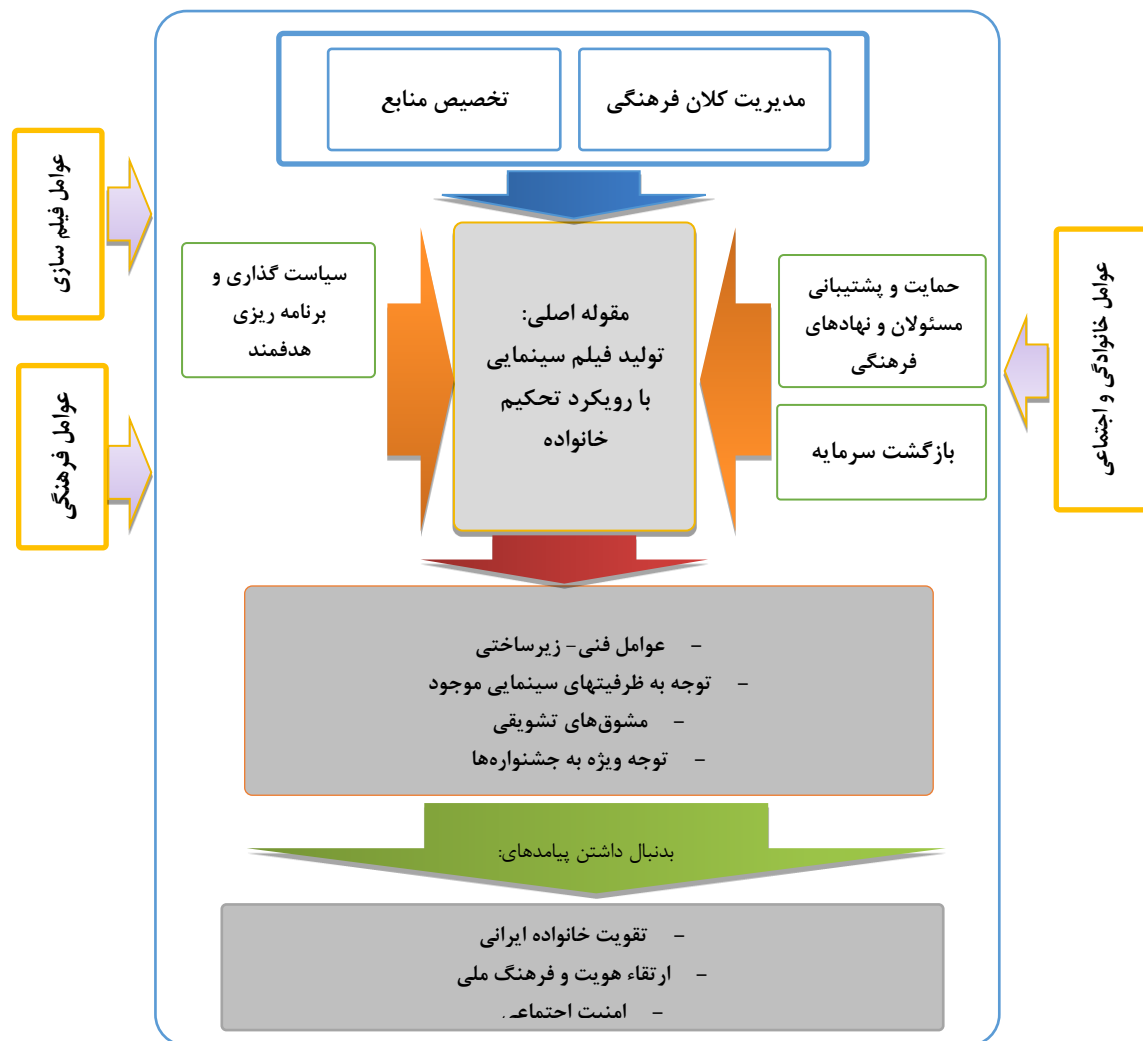 مدیریت کلان فرهنگی
تخصیص منابع
عوامل فیلم سازی
عوامل فرهنگی
عوامل خانوادگی و اجتماعی
حمایت و پشتیبانی
مسئولان و نهادهای
فرهنگی
بازگشت سرمایه
مقوله اصلی:
تولید فیلم سینمایی
با رویکرد تحکیم
خانواده
سیاست گذاری و
برنامه ریزی
هدفمند
- عوامل فنی- زیرساختی
- توجه به ظرفیتهای سینمایی موجود
- مشوق‌های تشویقی
- توجه ویژه به جشنواره‌ها
بدنبال داشتن پیامدهای:
- تقویت خانواده ایرانی
- ارتقاء هویت و فرهنگ ملی
- امنیت اجتماعی